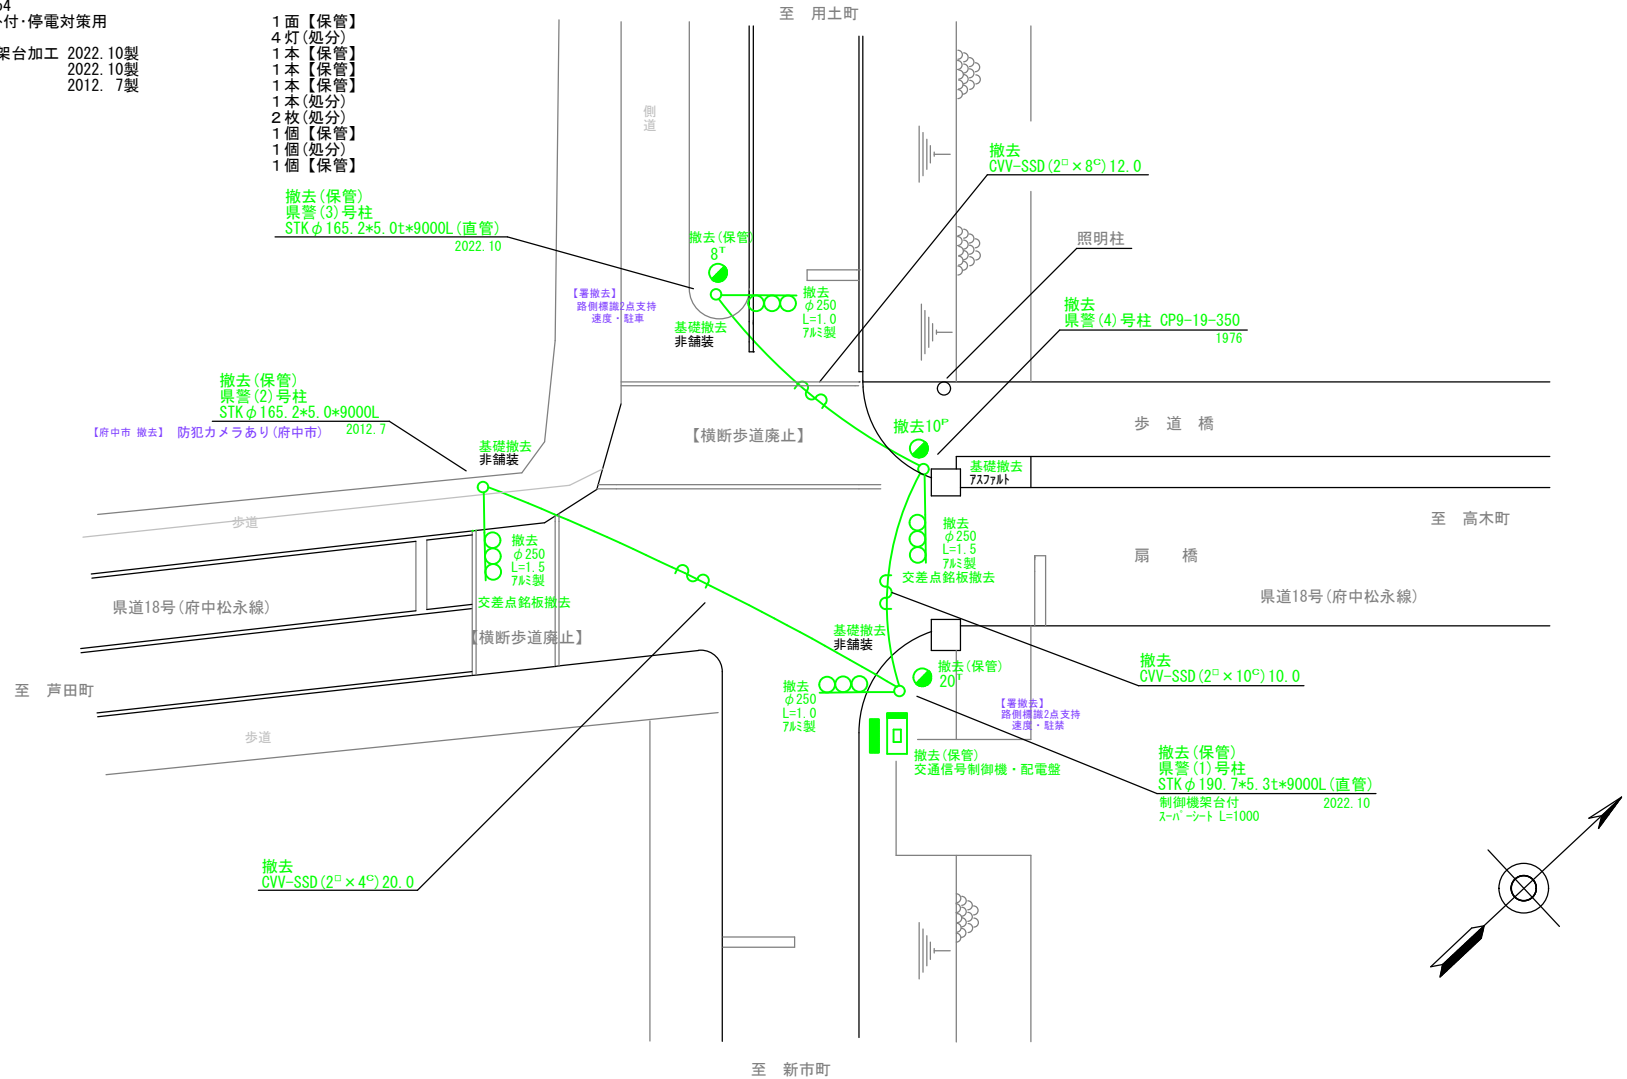 64
付・停電対策用
架台加工 2022.10製
2022.10製
2012. 7製
1面【保管】
4灯(処分)
1本【保管】
1本【保管】
1本【保管】
1本(処分)
2枚(処分)
1個【保管】
1個(処分)
1個【保管】
至 用土町
側道
撤去(保管)
県警(3)号柱
STKφ165.2*5.0t*9000L(直管)
2022.10
撤去(保管)
8T
【署撤去】
路側標識2点支持
速度・駐車
撤去
φ250
L=1.0
アルミ製
基礎撤去
非舗装
撤去
CVV-SSD(2□×8C)12.0
照明柱
撤去
県警(4)号柱 CP9-19-350
1976
撤去(保管)
県警(2)号柱
STKφ165.2*5.0*9000L
2012.7
【府中市 撤去】 防犯カメラあり(府中市)
基礎撤去
非舗装
【横断歩道廃止】
撤去10P
歩道橋
基礎撤去
アスファルト
至 高木町
歩道
撤去
φ250
L=1.5
アルミ製
交差点銘板撤去
撤去
φ250
L=1.5
アルミ製
交差点銘板撤去
扇橋
県道18号(府中松永線)
県道18号(府中松永線)
【横断歩道廃止】
基礎撤去
非舗装
撤去
CVV-SSD(2□×10C)10.0
至 芦田町
撤去
φ250
L=1.0
アルミ製
撤去(保管)
20T
【署撤去】
路側標識2点支持
速度・駐禁
歩道
撤去(保管)
交通信号制御機・配電盤
撤去(保管)
県警(1)号柱
STKφ190.7*5.3t*9000L(直管)
制御機架台付
2022.10
スーパーシート L=1000
撤去
CVV-SSD(2□×4C)20.0
至 新市町